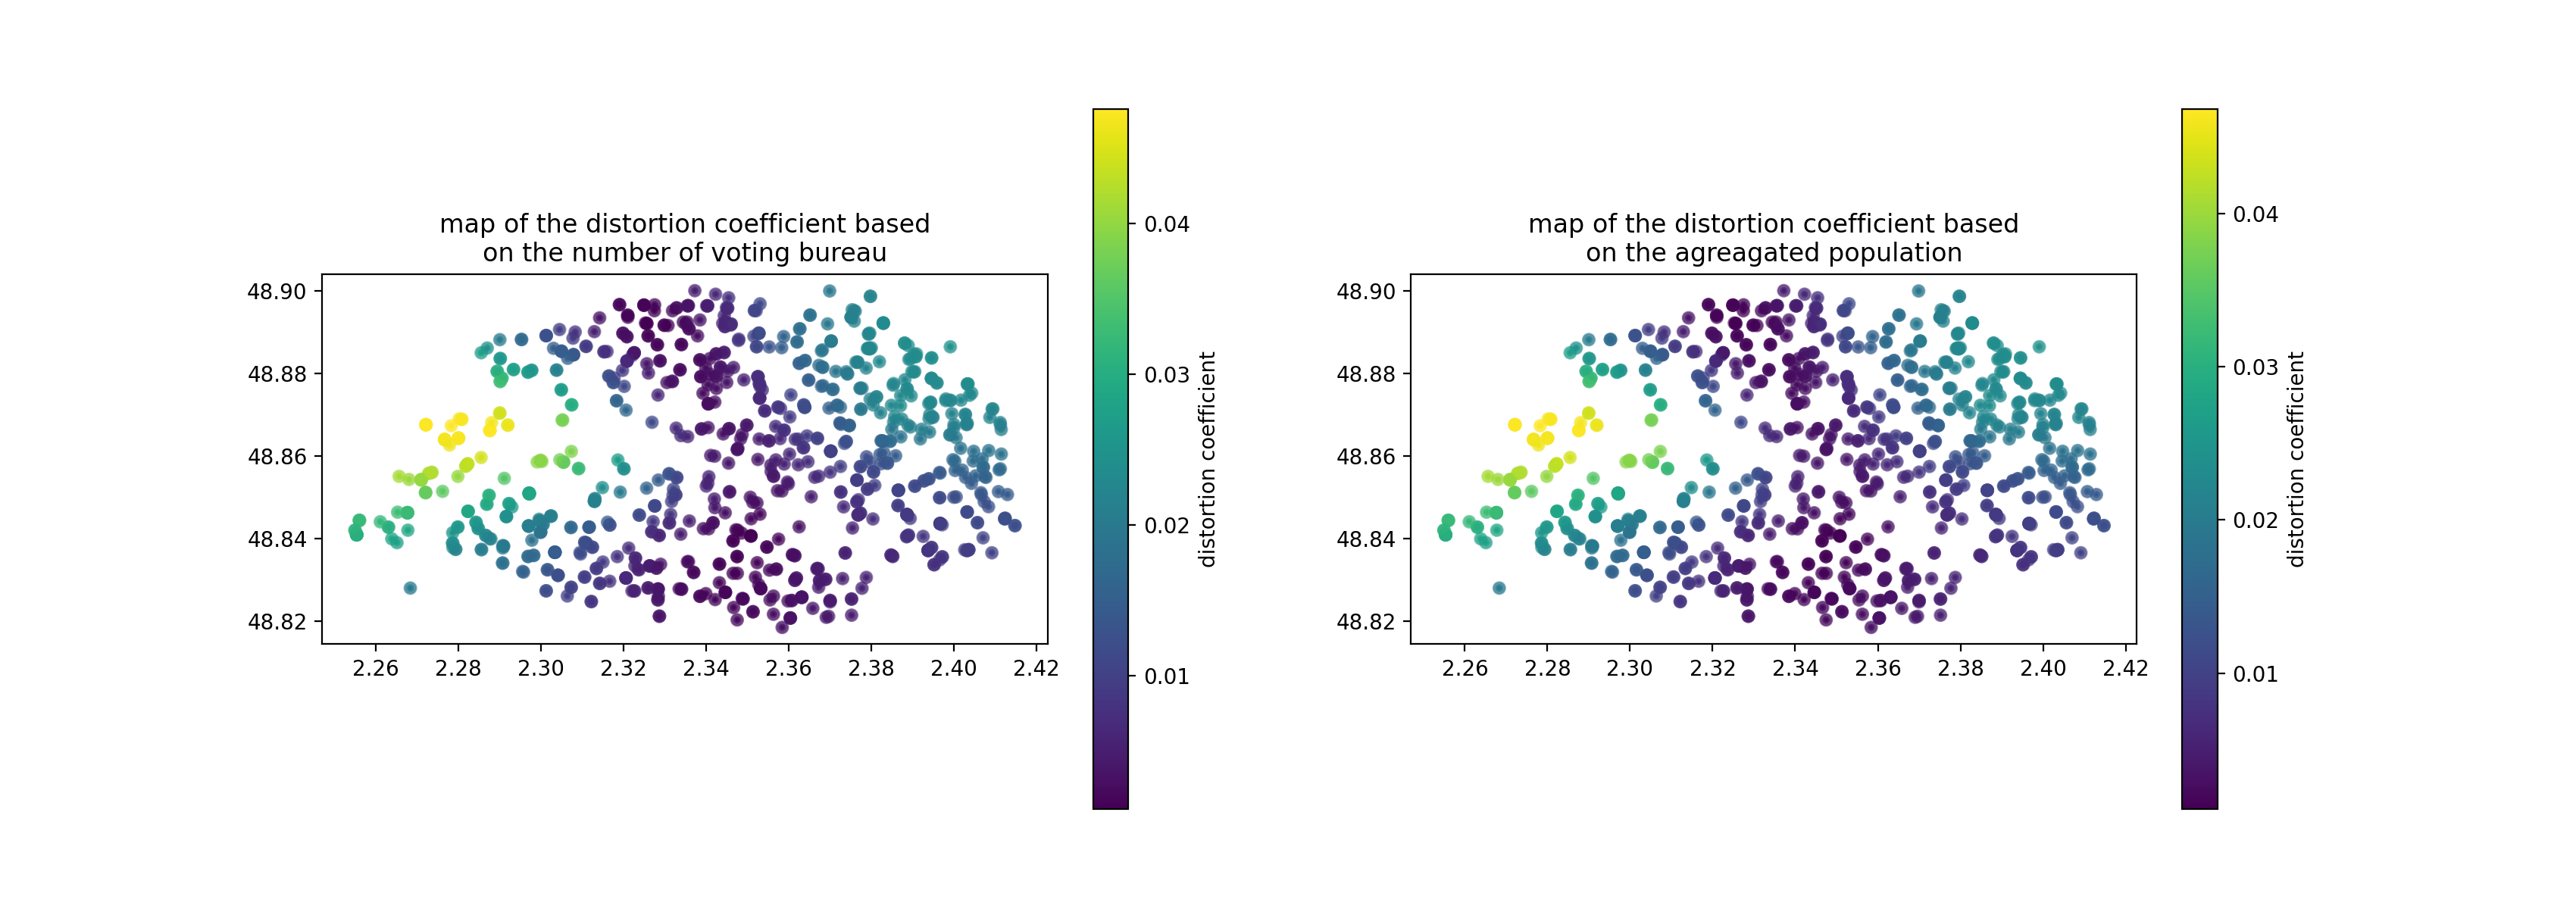 map of the distortion coefficient based
on the number of voting bureau
48.90
48.88
48.86
48.84
48.82
2.26 2.28 2.30 2.32 2.34 2.36 2.38 2.40 2.42
0.04
0.03
0.02
0.01
distortion coefficient
map of the distortion coefficient based
on the agreagated population
48.90
48.88
48.86
48.84
48.82
2.26 2.28 2.30 2.32 2.34 2.36 2.38 2.40 2.42
0.04
0.03
0.02
0.01
distortion coefficient